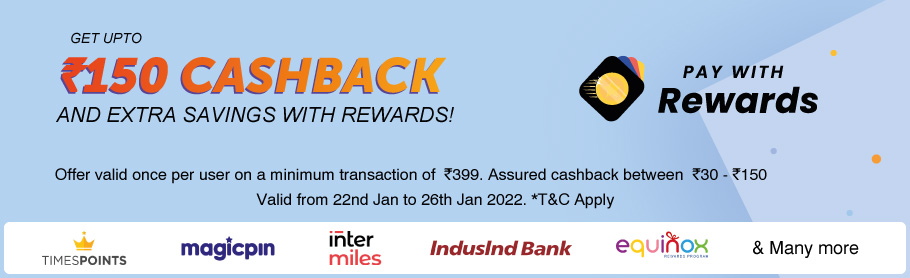 GET UPTO
₹150 CASHBACK
AND EXTRA SAVINGS WITH REWARDS!
PAY WITH
Rewards
Offer valid once per user on a minimum transaction of ₹399. Assured cashback between ₹30 - ₹150
Valid from 22nd Jan to 26th Jan 2022. *T&C Apply
TIMESPOINTS
magicpin
inter
miles
IndusInd Bank
equinox
REWARDS PROGRAM
& Many more